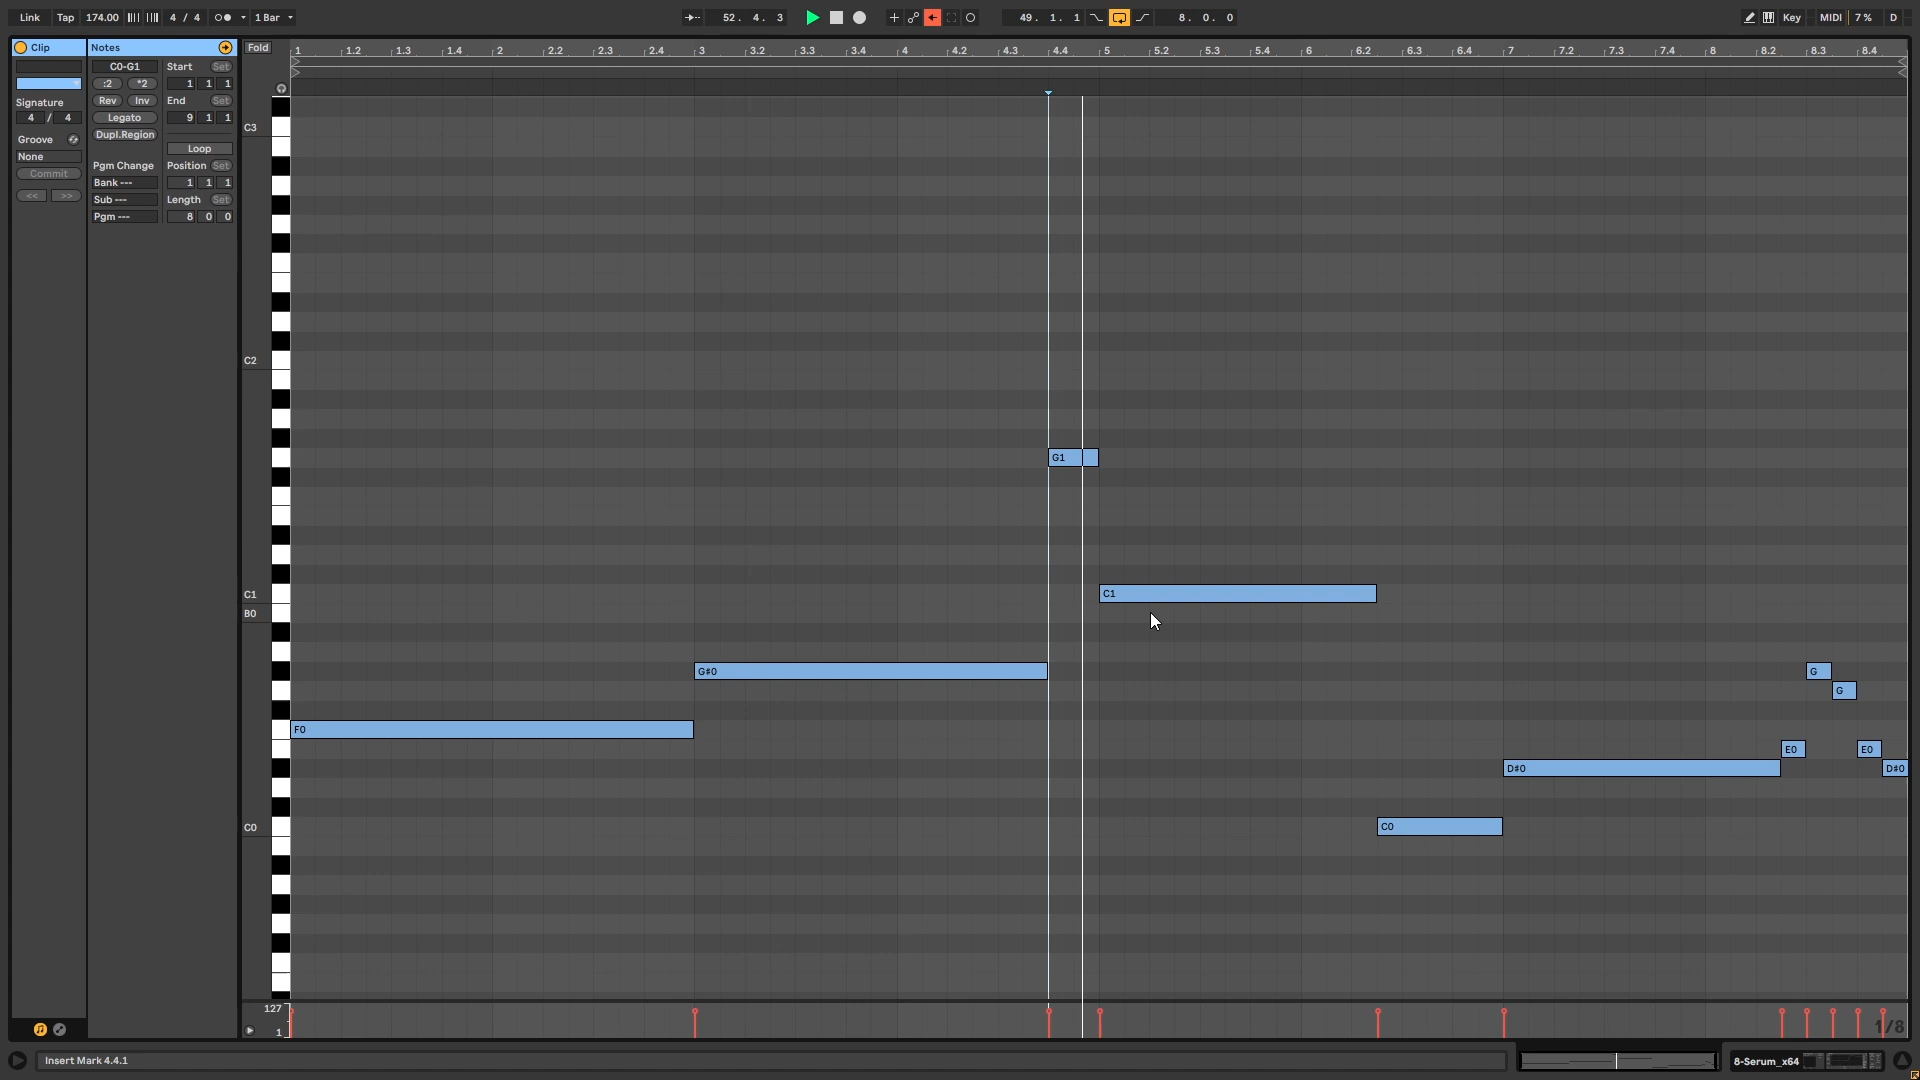 Link Tap 174.00 4 / 4 1 Bar 52. 4. 3 49. 1. 1 8. 0. 0 Key MIDI 7 % D
Clip Notes Fold 1 1.2 1.3 1.4 2 2.2 2.3 2.4 3 3.2 3.3 3.4 4 4.2 4.3 4.4 5 5.2 5.3 5.4 6 6.2 6.3 6.4 7 7.2 7.3 7.4 8 8.2 8.3 8.4
C0-G1 Start Set
:2 *2 1 1 1
Signature Rev Inv End Set
4 / 4 Legato 9 1 1
C3
Dupl.Region
Groove Loop
None
Pgm Change Position Set
Commit
Bank --- 1 1 1
<< >> Sub --- Length Set
Pgm --- 8 0 0
C2
G1
C1 C1
B0
G♯0 G
G
F0
E0 E0
D♯0 D♯0
C0 C0
127
1 1/8
Insert Mark 4.4.1 8-Serum_x64